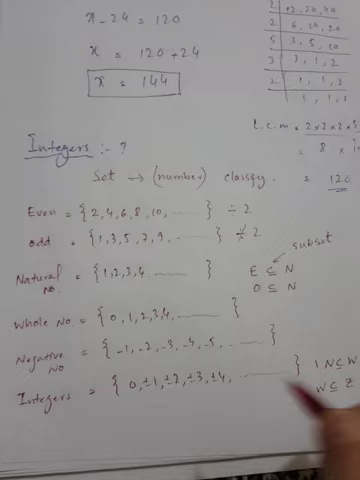 x - 24 = 120
x = 120 + 24
x = 144
2 | 12, 20, 40
2 | 6, 10, 20
5 | 3, 5, 10
3 | 3, 1, 2
2 | 1, 1, 2
1, 1, 1
l.c.m = 2 x 2 x 2 x 5
= 8 x
= 120
Integers :- ?
Set → (number) classify.
Even = {2, 4, 6, 8, 10, ......} ÷ 2
odd = {1, 3, 5, 7, 9, ......} ÷ 2
subset
Natural No. = {1, 2, 3, 4, ......}
E ⊆ N
O ⊆ N
Whole No. = {0, 1, 2, 3, 4, ......}
Negative No = {-1, -2, -3, -4, -5, ......}
Integers = {0, ±1, ±2, ±3, ±4, ......}
N ⊆ W
W ⊆ Z